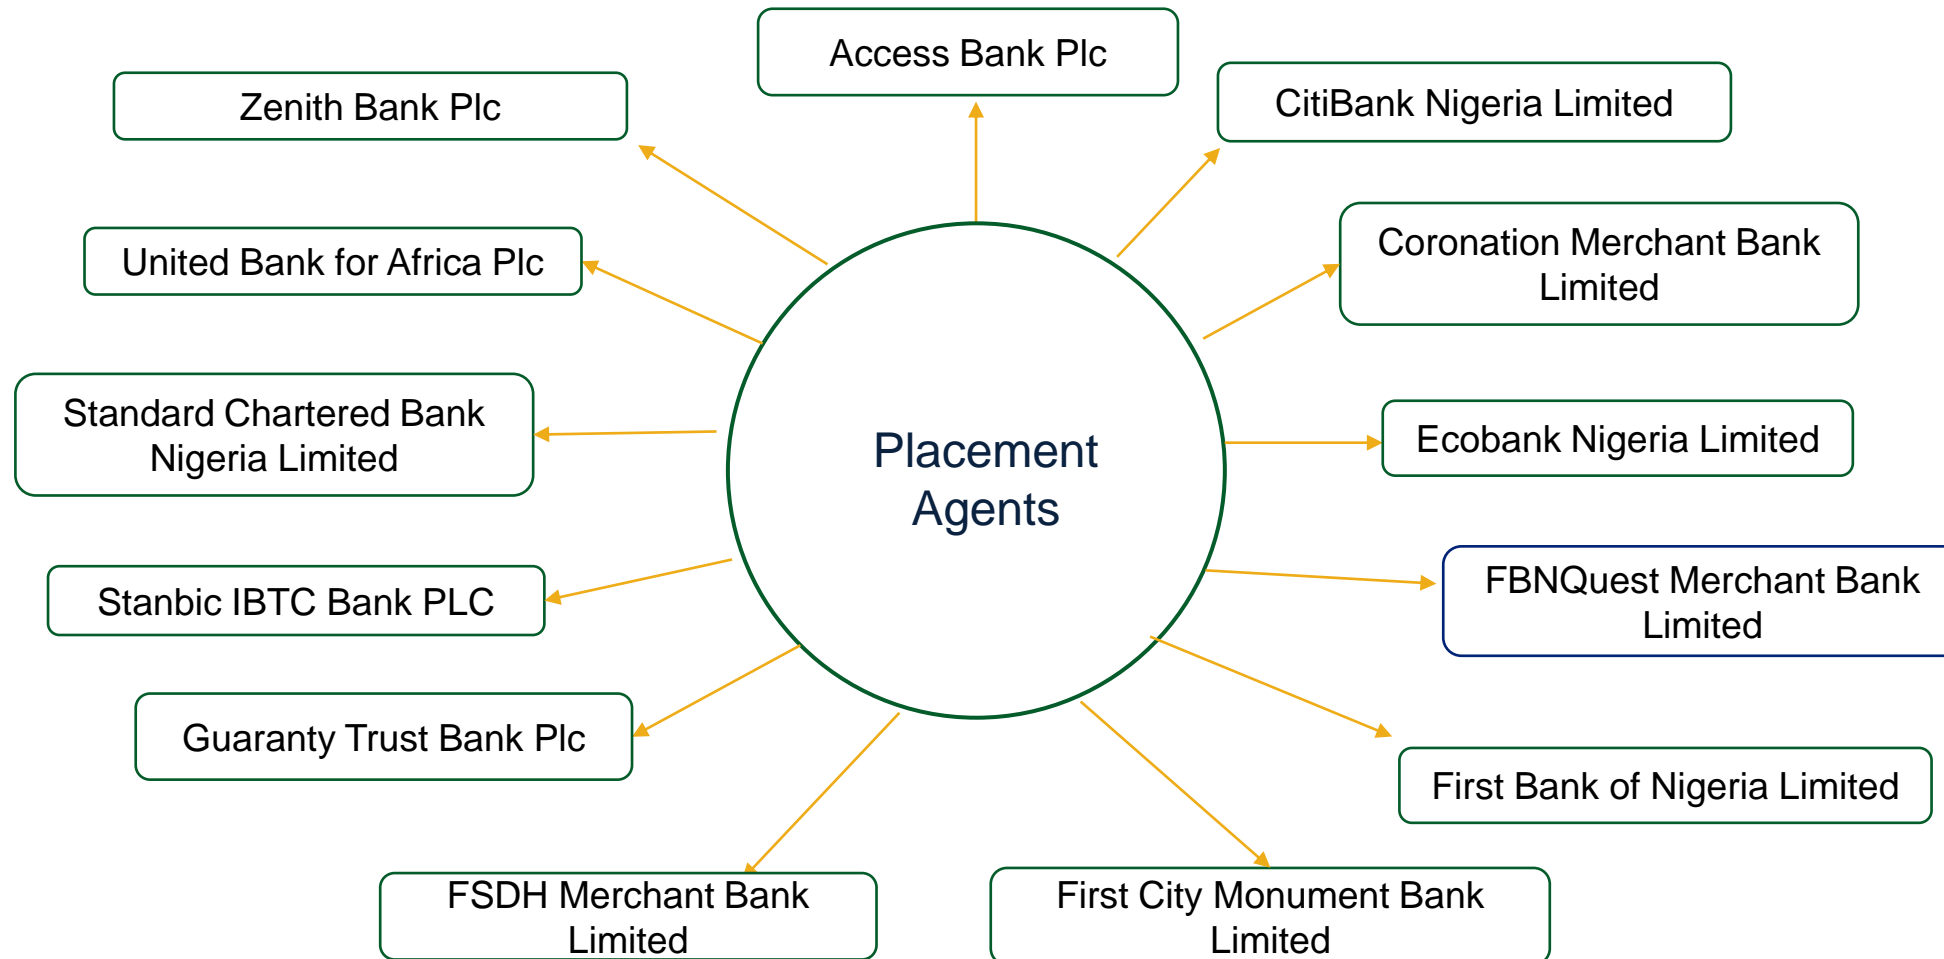 Access Bank Plc
Zenith Bank Plc
CitiBank Nigeria Limited
United Bank for Africa Plc
Coronation Merchant Bank
Limited
Standard Chartered Bank
Nigeria Limited
Placement
Agents
Ecobank Nigeria Limited
Stanbic IBTC Bank PLC
FBNQuest Merchant Bank
Limited
Guaranty Trust Bank Plc
First Bank of Nigeria Limited
FSDH Merchant Bank
Limited
First City Monument Bank
Limited